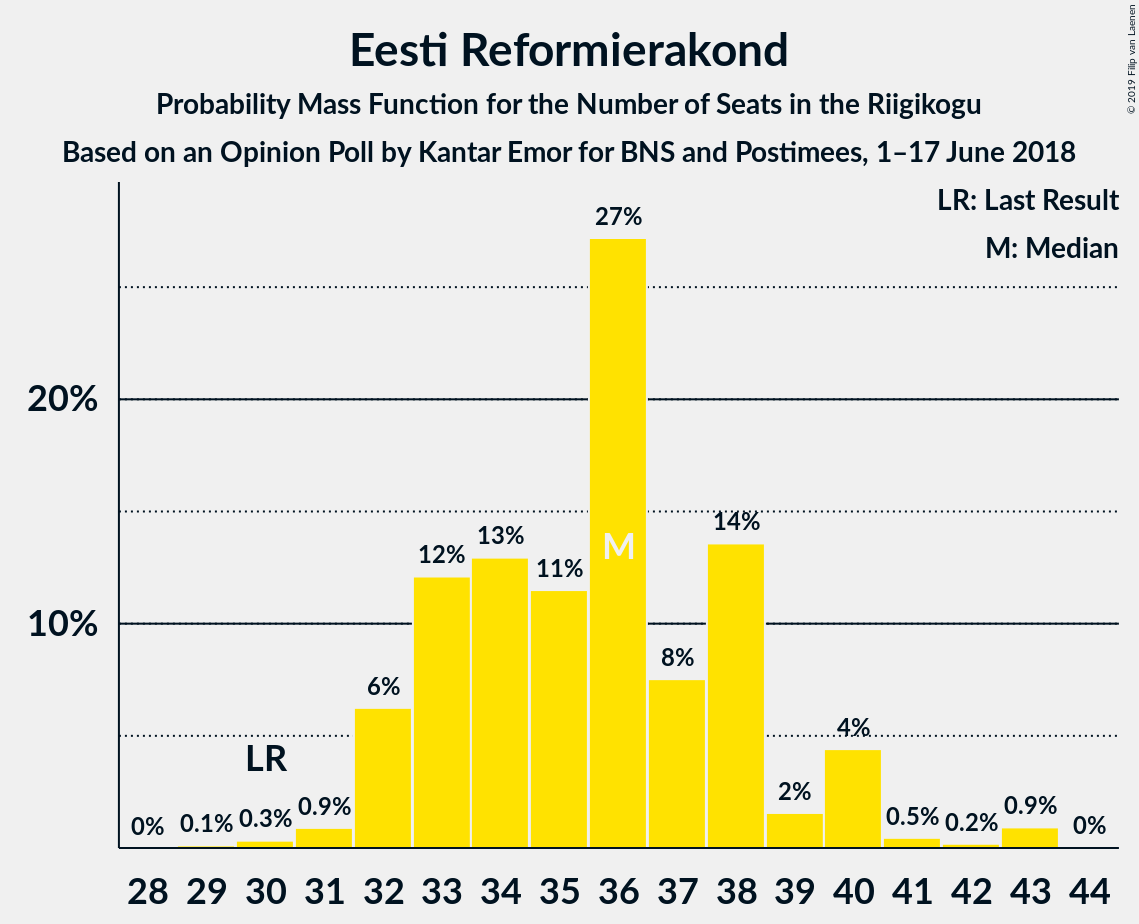 Eesti Reformierakond
Probability Mass Function for the Number of Seats in the Riigikogu
Based on an Opinion Poll by Kantar Emor for BNS and Postimees, 1–17 June 2018
© 2019 Filip van Laenen
LR: Last Result
M: Median
20%
10%
0% 0.1% 0.3% 0.9% 6% 12% 13% 11% 27% 8% 14% 2% 4% 0.5% 0.2% 0.9% 0%
LR
M
28 29 30 31 32 33 34 35 36 37 38 39 40 41 42 43 44